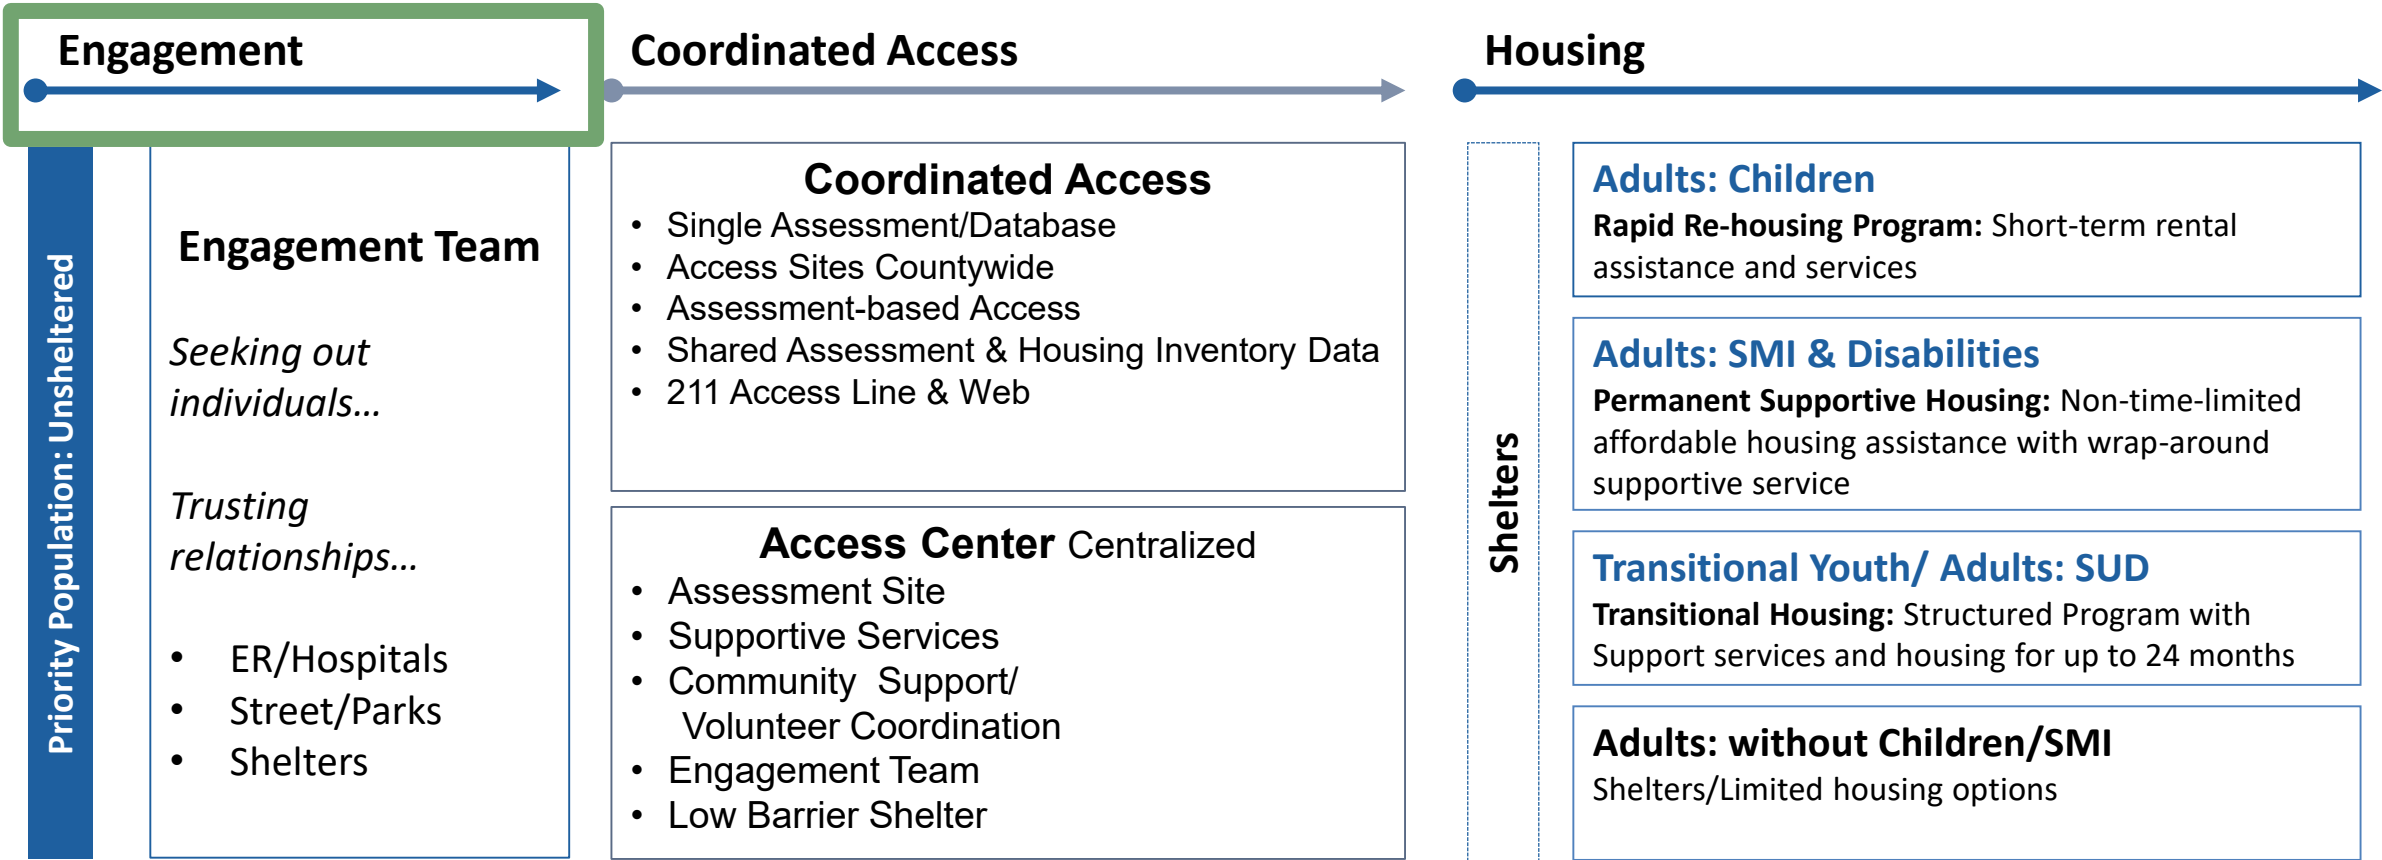 Engagement
Coordinated Access
Housing
Priority Population: Unsheltered
Engagement Team
Seeking out
individuals…
Trusting
relationships…
• ER/Hospitals
• Street/Parks
• Shelters
Coordinated Access
• Single Assessment/Database
• Access Sites Countywide
• Assessment-based Access
• Shared Assessment & Housing Inventory Data
• 211 Access Line & Web
Access Center Centralized
• Assessment Site
• Supportive Services
• Community Support/
Volunteer Coordination
• Engagement Team
• Low Barrier Shelter
Shelters
Adults: Children
Rapid Re-housing Program: Short-term rental
assistance and services
Adults: SMI & Disabilities
Permanent Supportive Housing: Non-time-limited
affordable housing assistance with wrap-around
supportive service
Transitional Youth/ Adults: SUD
Transitional Housing: Structured Program with
Support services and housing for up to 24 months
Adults: without Children/SMI
Shelters/Limited housing options